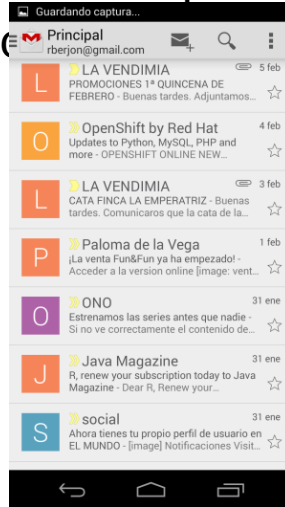 Guardando captura...
Principal
rberjon@gmail.com
L
LA VENDIMIA
5 feb
PROMOCIONES 1ª QUINCENA DE
FEBRERO - Buenas tardes. Adjuntamos...
O
OpenShift by Red Hat
4 feb
Updates to Python, MySQL, PHP and
more - OPENSHIFT ONLINE NEW...
L
LA VENDIMIA
3 feb
CATA FINCA LA EMPERATRIZ - Buenas
tardes. Comunicaros que la cata de la...
P
Paloma de la Vega
1 feb
¡La venta Fun&Fun ya ha empezado! -
Acceder a la version online [image: vent...
O
ONO
31 ene
Estrenamos las series antes que nadie -
Si no ve correctamente el contenido de...
J
Java Magazine
31 ene
R, renew your subscription today to Java
Magazine - Dear R, Renew your...
S
social
31 ene
Ahora tienes tu propio perfil de usuario en
EL MUNDO - [image] Notificaciones Visit...